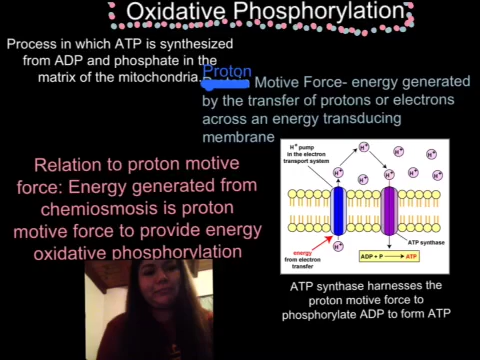 Oxidative Phosphorylation
Process in which ATP is synthesized
from ADP and phosphate in the
matrix of the mitochondria.
Proton
Motive Force- energy generated
by the transfer of protons or electrons
across an energy transducing
membrane
Relation to proton motive
force: Energy generated from
chemiosmosis is proton
motive force to provide energy
oxidative phosphorylation
H⁺ pump
in the electron
transport system
H⁺
H⁺
H⁺
H⁺
H⁺
H⁺
H⁺
H⁺
H⁺
energy
from electron
transfer
ATP synthase
ADP + P → ATP
ATP synthase harnesses the
proton motive force to
phosphorylate ADP to form ATP